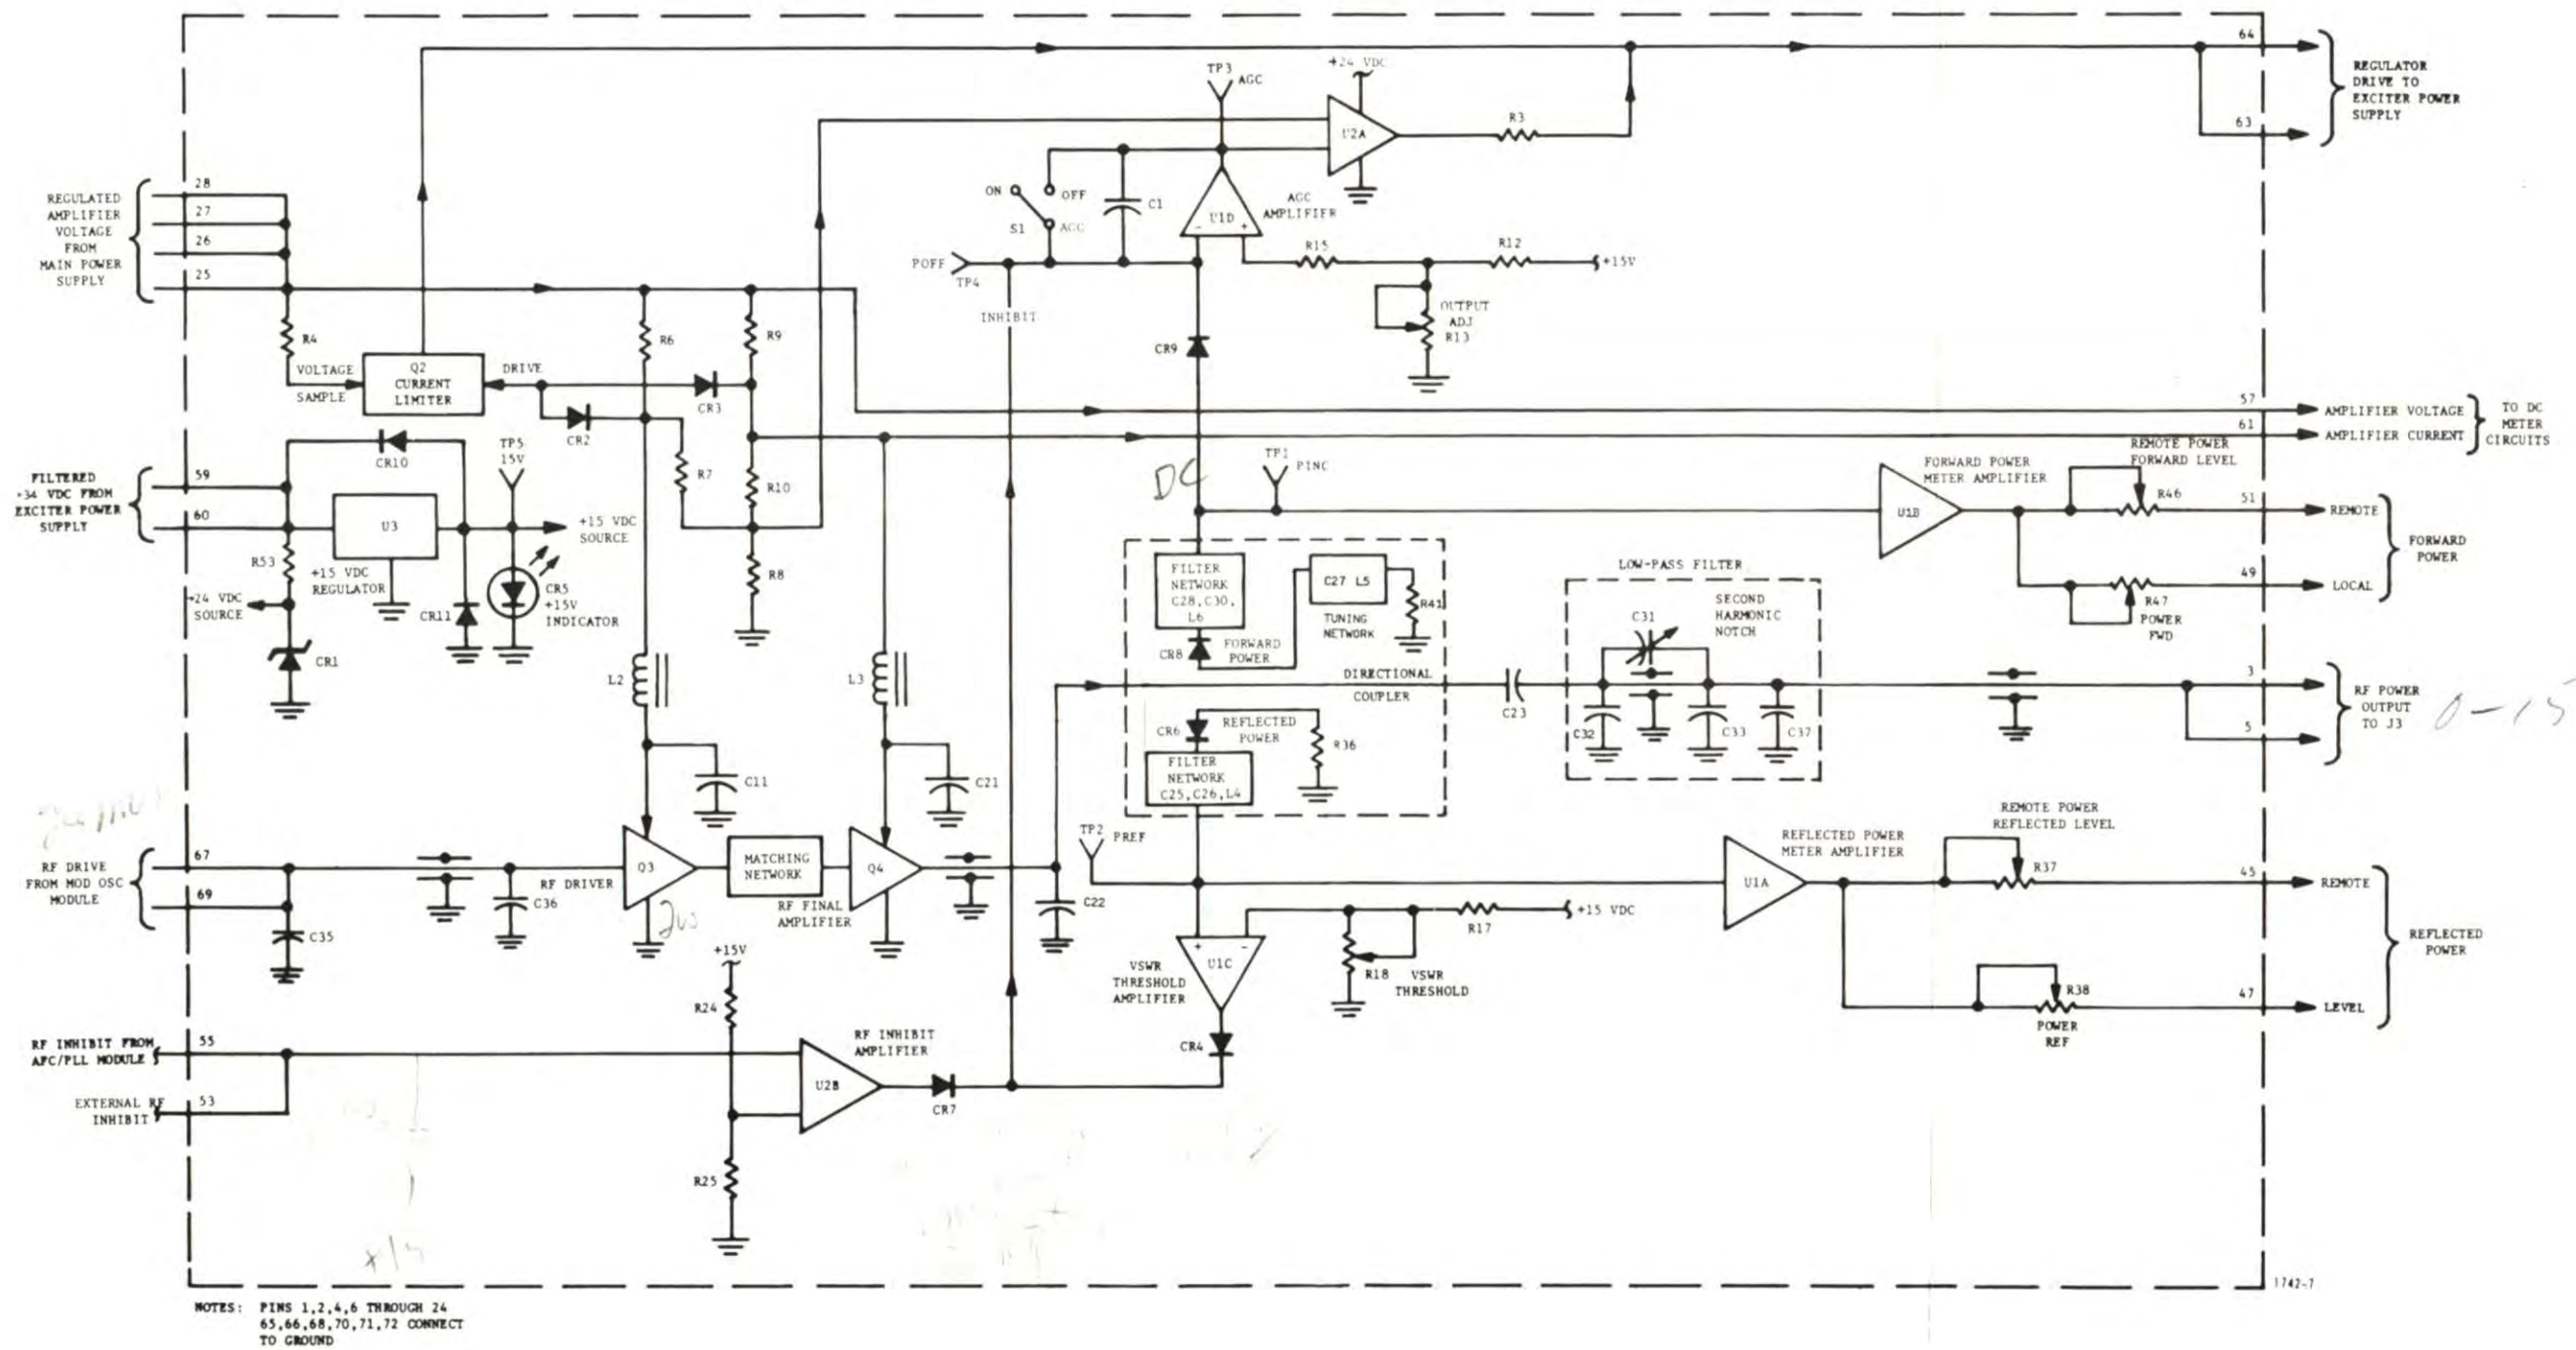 64
REGULATOR
DRIVE TO
EXCITER POWER
SUPPLY
63
TP3
AGC
+24 VDC
U2A
R3
28
27
26
25
REGULATED
AMPLIFIER
VOLTAGE
FROM
MAIN POWER
SUPPLY
ON
OFF
S1
AGC
C1
U1D
- +
AGC
AMPLIFIER
POFF
TP4
INHIBIT
R15
R12
+15V
OUTPUT
ADJ
R13
CR9
R4
VOLTAGE
SAMPLE
Q2
CURRENT
LIMITER
DRIVE
CR2
CR3
R6
R9
R7
R10
R8
57
AMPLIFIER VOLTAGE
61
AMPLIFIER CURRENT
TO DC
METER
CIRCUITS
FILTERED
+34 VDC FROM
EXCITER POWER
SUPPLY
59
60
CR10
TP5
15V
U3
+15 VDC
REGULATOR
+15 VDC
SOURCE
R53
+24 VDC
SOURCE
CR1
CR11
CR5
+15V
INDICATOR
DC
TP1
PINC
FORWARD POWER
METER AMPLIFIER
U1B
REMOTE POWER
FORWARD LEVEL
R46
51
REMOTE
49
LOCAL
R47
POWER
FWD
FORWARD
POWER
FILTER
NETWORK
C28,C30,
L6
CR8
FORWARD
POWER
C27 L5
TUNING
NETWORK
R41
DIRECTIONAL
COUPLER
CR6
REFLECTED
POWER
R36
FILTER
NETWORK
C25,C26,L4
C23
LOW-PASS FILTER
C31
SECOND
HARMONIC
NOTCH
C32
C33
C37
3
5
RF POWER
OUTPUT
TO J3
0-15
L2
L3
C11
C21
RF DRIVE
FROM MOD OSC
MODULE
67
69
C35
C36
RF DRIVER
Q3
MATCHING
NETWORK
Q4
RF FINAL
AMPLIFIER
C22
TP2
PREF
REFLECTED POWER
METER AMPLIFIER
U1A
REMOTE POWER
REFLECTED LEVEL
R37
45
REMOTE
R38
47
LEVEL
POWER
REF
REFLECTED
POWER
VSWR
THRESHOLD
AMPLIFIER
+ -
U1C
R18
VSWR
THRESHOLD
R17
+15 VDC
CR4
+15V
R24
R25
RF INHIBIT FROM
AFC/PLL MODULE
55
EXTERNAL RF
INHIBIT
53
RF INHIBIT
AMPLIFIER
U2B
CR7
1742-7
NOTES: PINS 1,2,4,6 THROUGH 24
65,66,68,70,71,72 CONNECT
TO GROUND